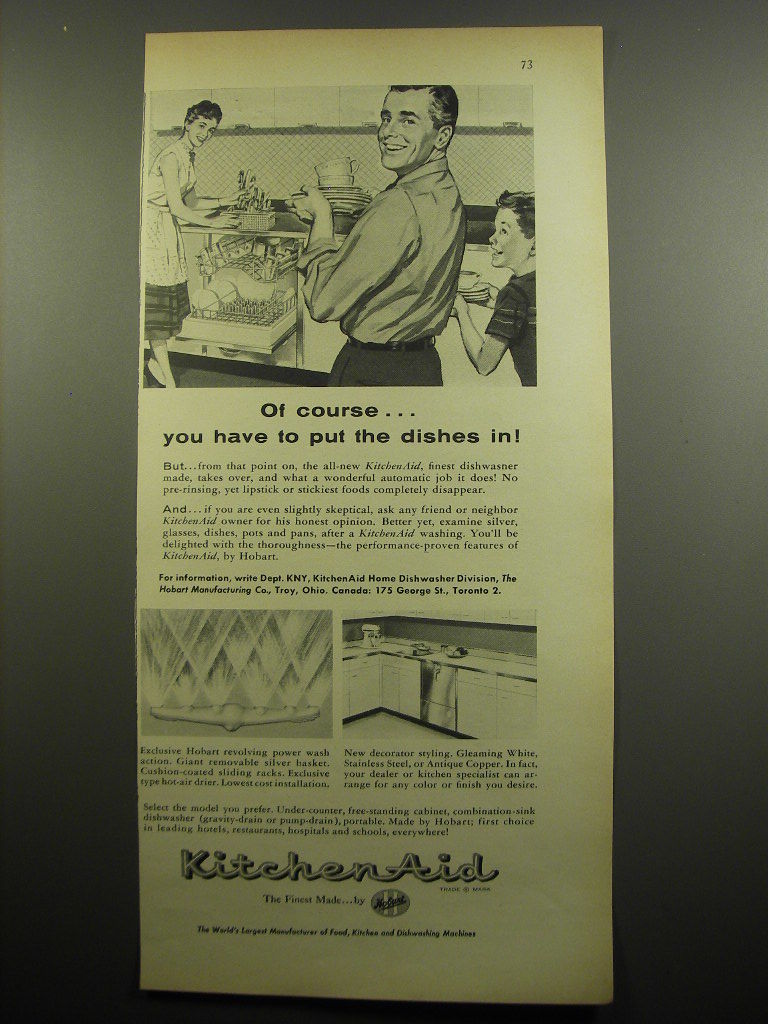 73
Of course...
you have to put the dishes in!
But...from that point on, the all-new KitchenAid, finest dishwasner
made, takes over, and what a wonderful automatic job it does! No
pre-rinsing, yet lipstick or stickiest foods completely disappear.
And...if you are even slightly skeptical, ask any friend or neighbor
KitchenAid owner for his honest opinion. Better yet, examine silver,
glasses, dishes, pots and pans, after a KitchenAid washing. You'll be
delighted with the thoroughness—the performance-proven features of
KitchenAid, by Hobart.
For information, write Dept. KNY, KitchenAid Home Dishwasher Division, The
Hobart Manufacturing Co., Troy, Ohio. Canada: 175 George St., Toronto 2.
Exclusive Hobart revolving power wash
action. Giant removable silver basket.
Cushion-coated sliding racks. Exclusive
type hot-air drier. Lowest cost installation.
New decorator styling. Gleaming White,
Stainless Steel, or Antique Copper. In fact,
your dealer or kitchen specialist can ar-
range for any color or finish you desire.
Select the model you prefer. Under-counter, free-standing cabinet, combination-sink
dishwasher (gravity-drain or pump-drain), portable. Made by Hobart; first choice
in leading hotels, restaurants, hospitals and schools, everywhere!
KitchenAid
TRADE ® MARK
The Finest Made...by Hobart
The World's Largest Manufacturer of Food, Kitchen and Dishwashing Machines